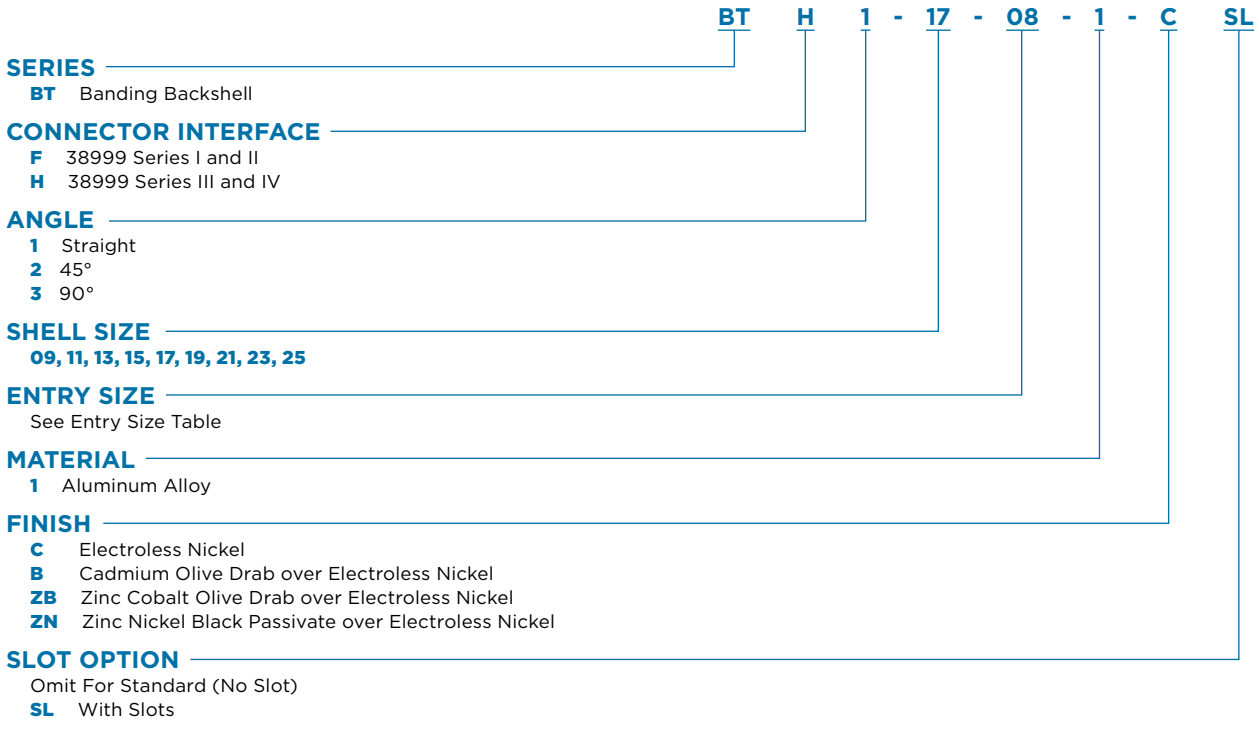 BT H 1 - 17 - 08 - 1 - C SL
SERIES
BT Banding Backshell
CONNECTOR INTERFACE
F 38999 Series I and II
H 38999 Series III and IV
ANGLE
1 Straight
2 45°
3 90°
SHELL SIZE
09, 11, 13, 15, 17, 19, 21, 23, 25
ENTRY SIZE
See Entry Size Table
MATERIAL
1 Aluminum Alloy
FINISH
C Electroless Nickel
B Cadmium Olive Drab over Electroless Nickel
ZB Zinc Cobalt Olive Drab over Electroless Nickel
ZN Zinc Nickel Black Passivate over Electroless Nickel
SLOT OPTION
Omit For Standard (No Slot)
SL With Slots